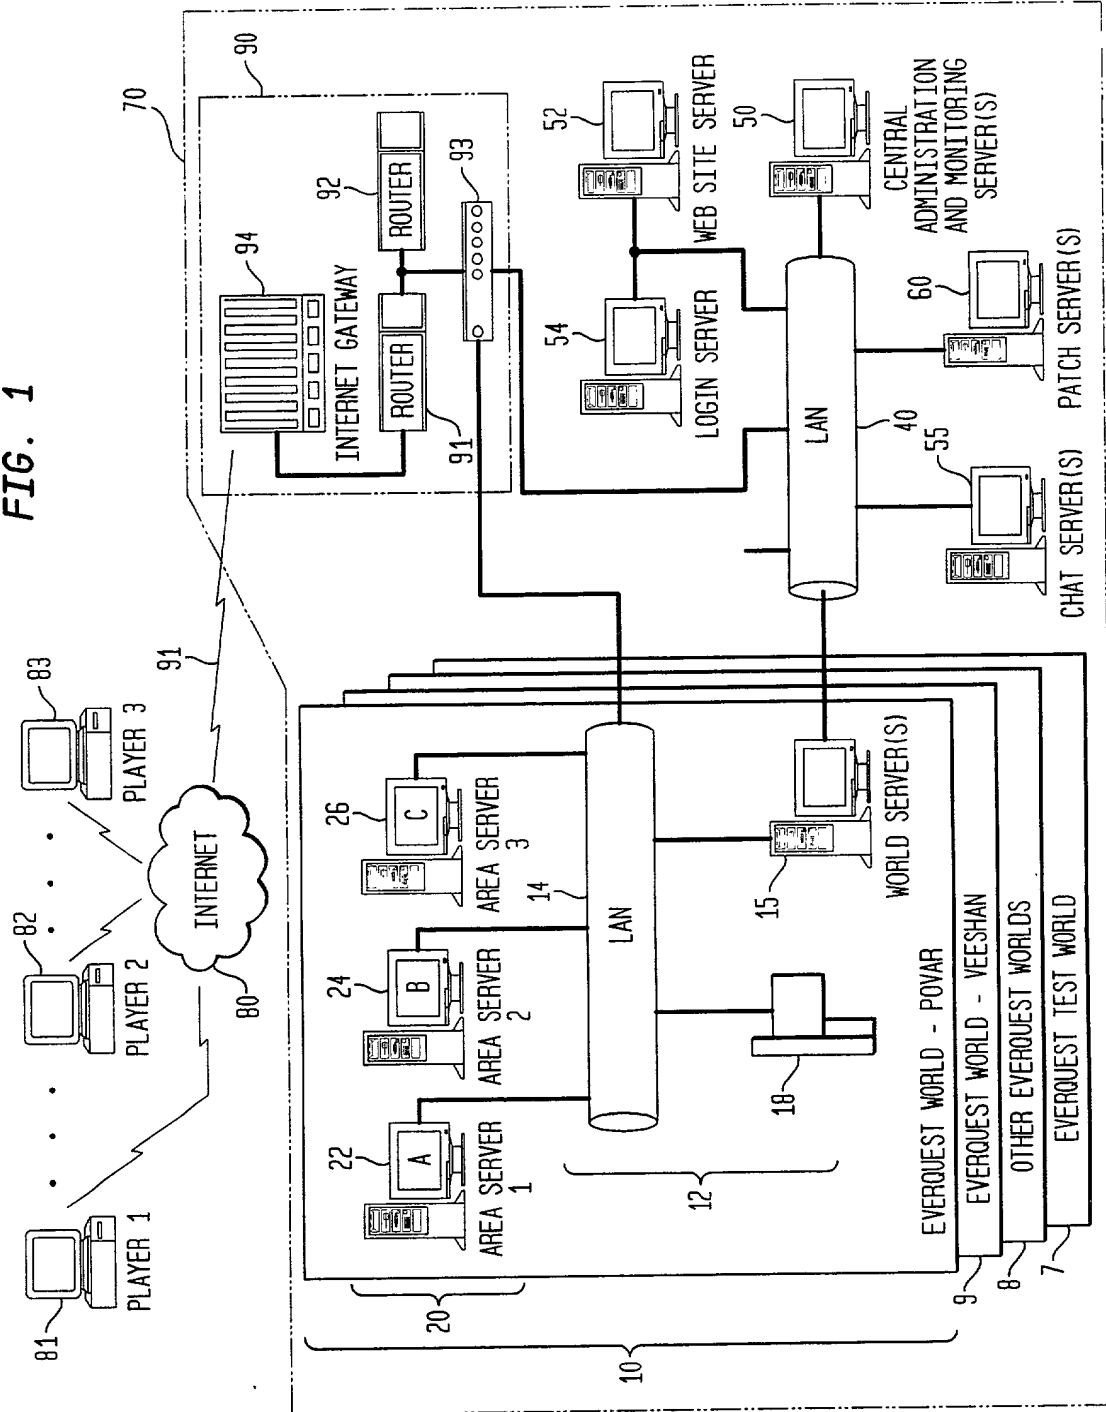 FIG. 1
81
PLAYER 1
82
PLAYER 2
83
PLAYER 3
80
INTERNET
91
70
90
94
INTERNET GATEWAY
ROUTER
91
ROUTER
92
93
52
WEB SITE SERVER
54
LOGIN SERVER
50
CENTRAL
ADMINISTRATION
AND MONITORING
SERVER(S)
60
PATCH SERVER(S)
55
CHAT SERVER(S)
LAN
40
22
A
AREA SERVER
1
24
B
AREA SERVER
2
26
C
AREA SERVER
3
14
LAN
12
15
WORLD SERVER(S)
18
20
10
EVERQUEST WORLD - POVAR
EVERQUEST WORLD - VEESHAN
OTHER EVERQUEST WORLDS
EVERQUEST TEST WORLD
9
8
7